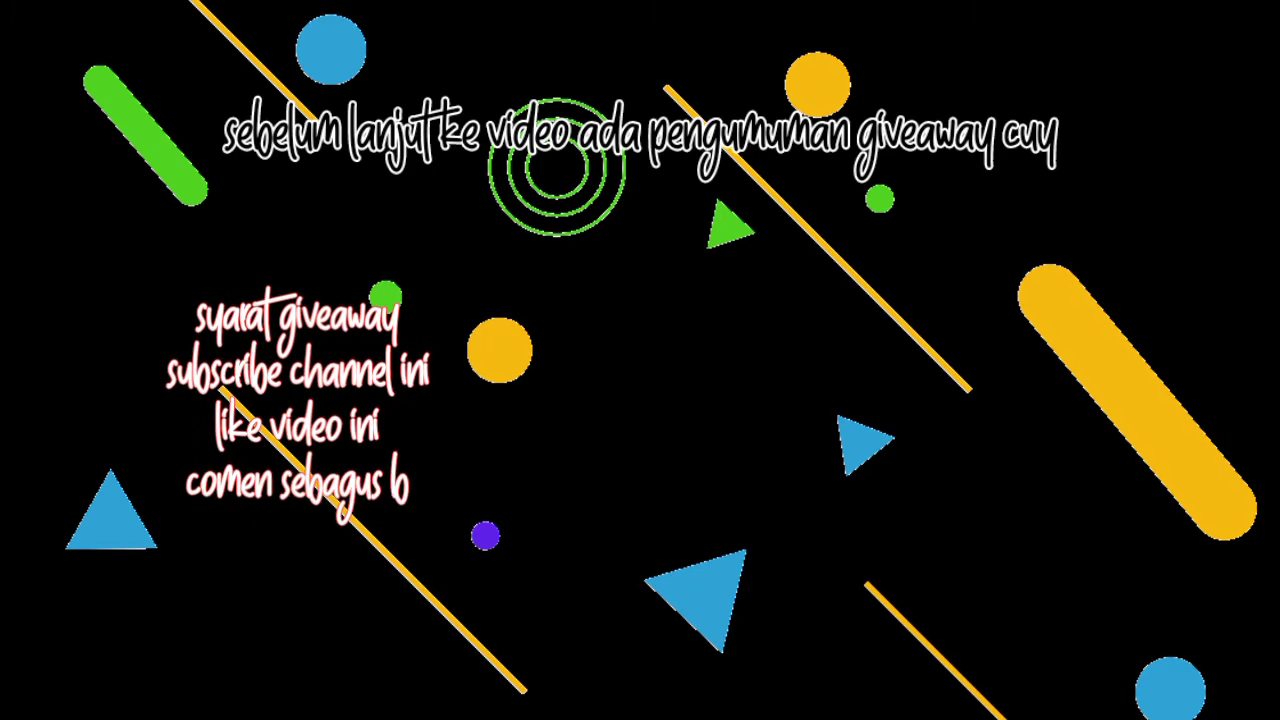 sebelum lanjut ke video ada pengumuman giveaway cuy
syarat giveaway
subscribe channel ini
like video ini
comen sebagus b